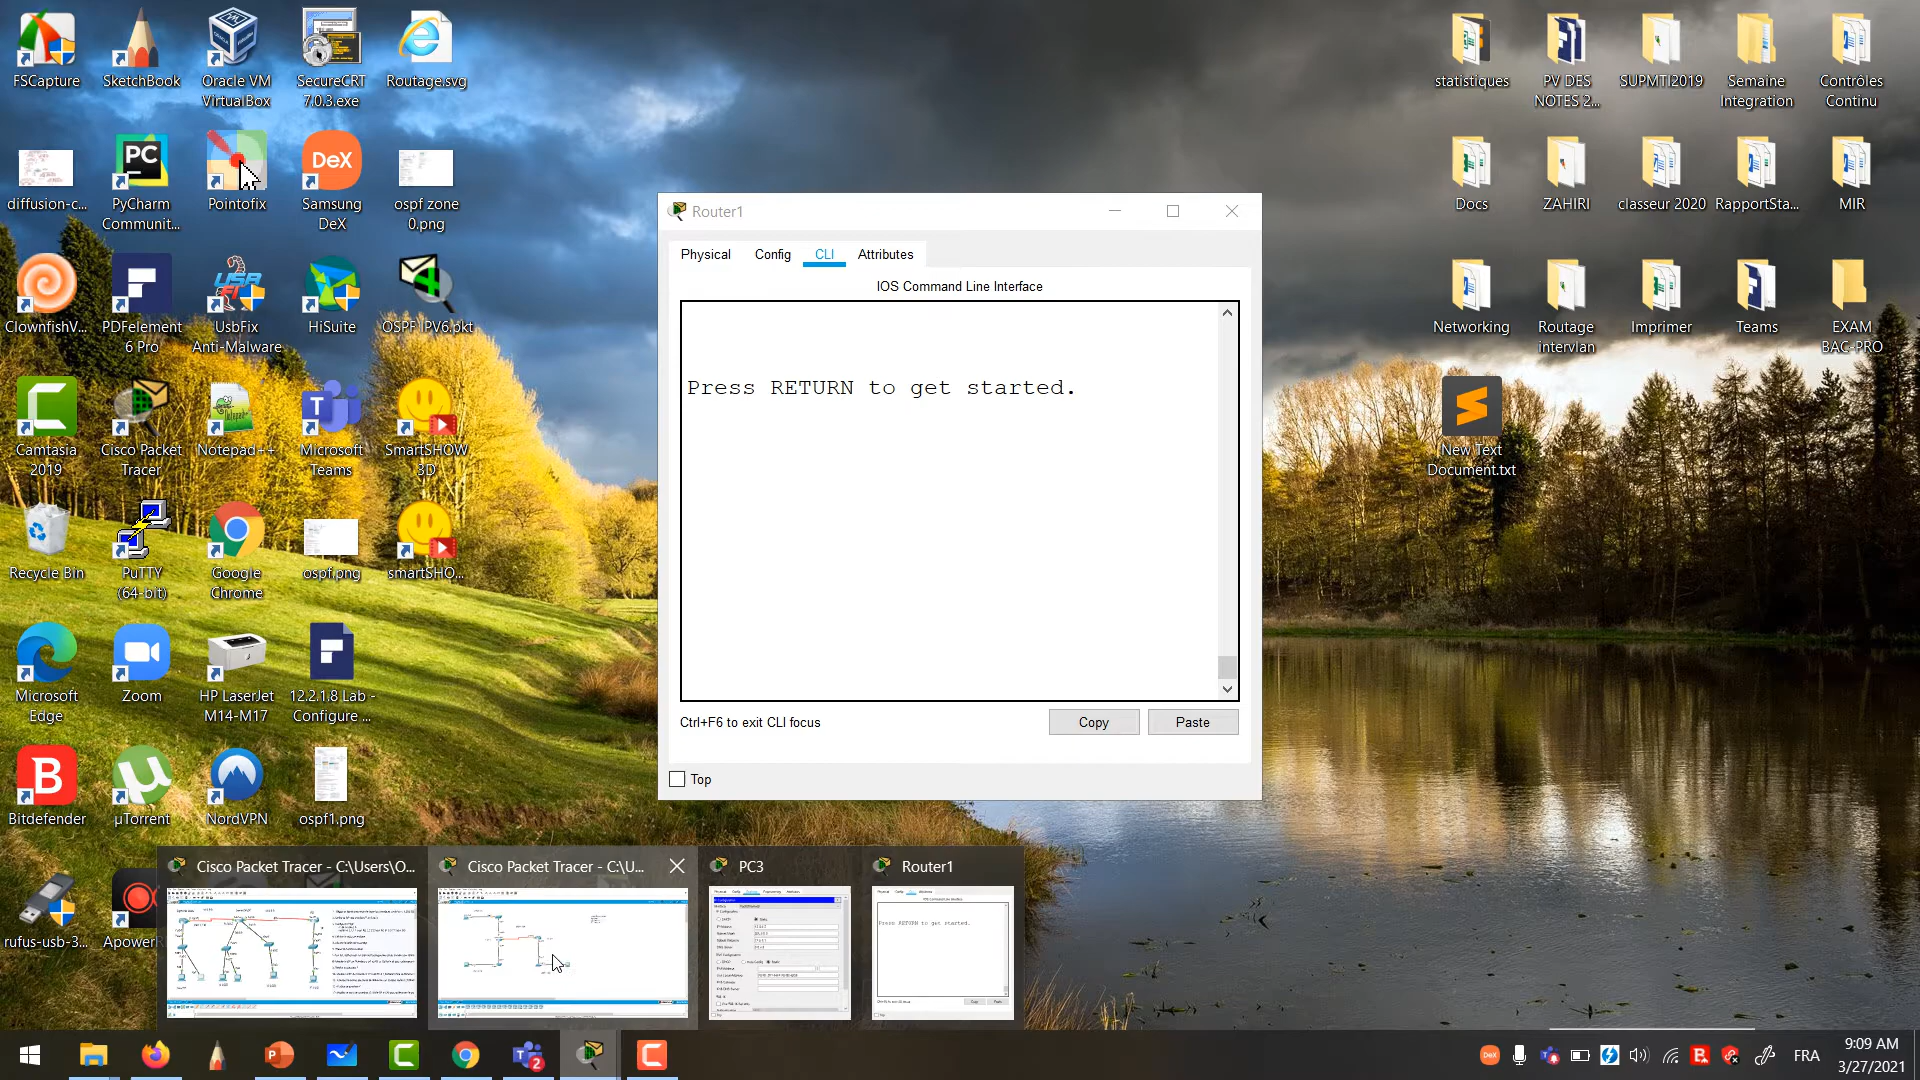 FSCapture
SketchBook
Oracle VM
VirtualBox
SecureCRT
7.0.3.exe
Routage.svg
diffusion-c...
PyCharm
Communit...
Pointofix
Samsung
DeX
ospf zone
0.png
ClownfishV...
PDFelement
6 Pro
UsbFix
Anti-Malware
HiSuite
OSPF IPV6.pkt
Camtasia
2019
Cisco Packet
Tracer
Notepad++
Microsoft
Teams
SmartSHOW
3D
Recycle Bin
PuTTY
(64-bit)
Google
Chrome
ospf.png
smartSHO...
Microsoft
Edge
Zoom
HP LaserJet
M14-M17
12.2.1.8 Lab -
Configure ...
Bitdefender
µTorrent
NordVPN
ospf1.png
rufus-usb-3...
statistiques
PV DES
NOTES 2...
SUPMTI2019
Semaine
Integration
Contrôles
Continu
Docs
ZAHIRI
classeur 2020
RapportSta...
MIR
Networking
Routage
intervlan
Imprimer
Teams
EXAM
BAC-PRO
New Text
Document.txt
Router1
Physical Config CLI Attributes
IOS Command Line Interface
Press RETURN to get started.
Ctrl+F6 to exit CLI focus
Copy
Paste
Top
Cisco Packet Tracer - C:\Users\O...
Cisco Packet Tracer - C:\U...
PC3
Router1
Press RETURN to get started.
FRA
9:09 AM
3/27/2021